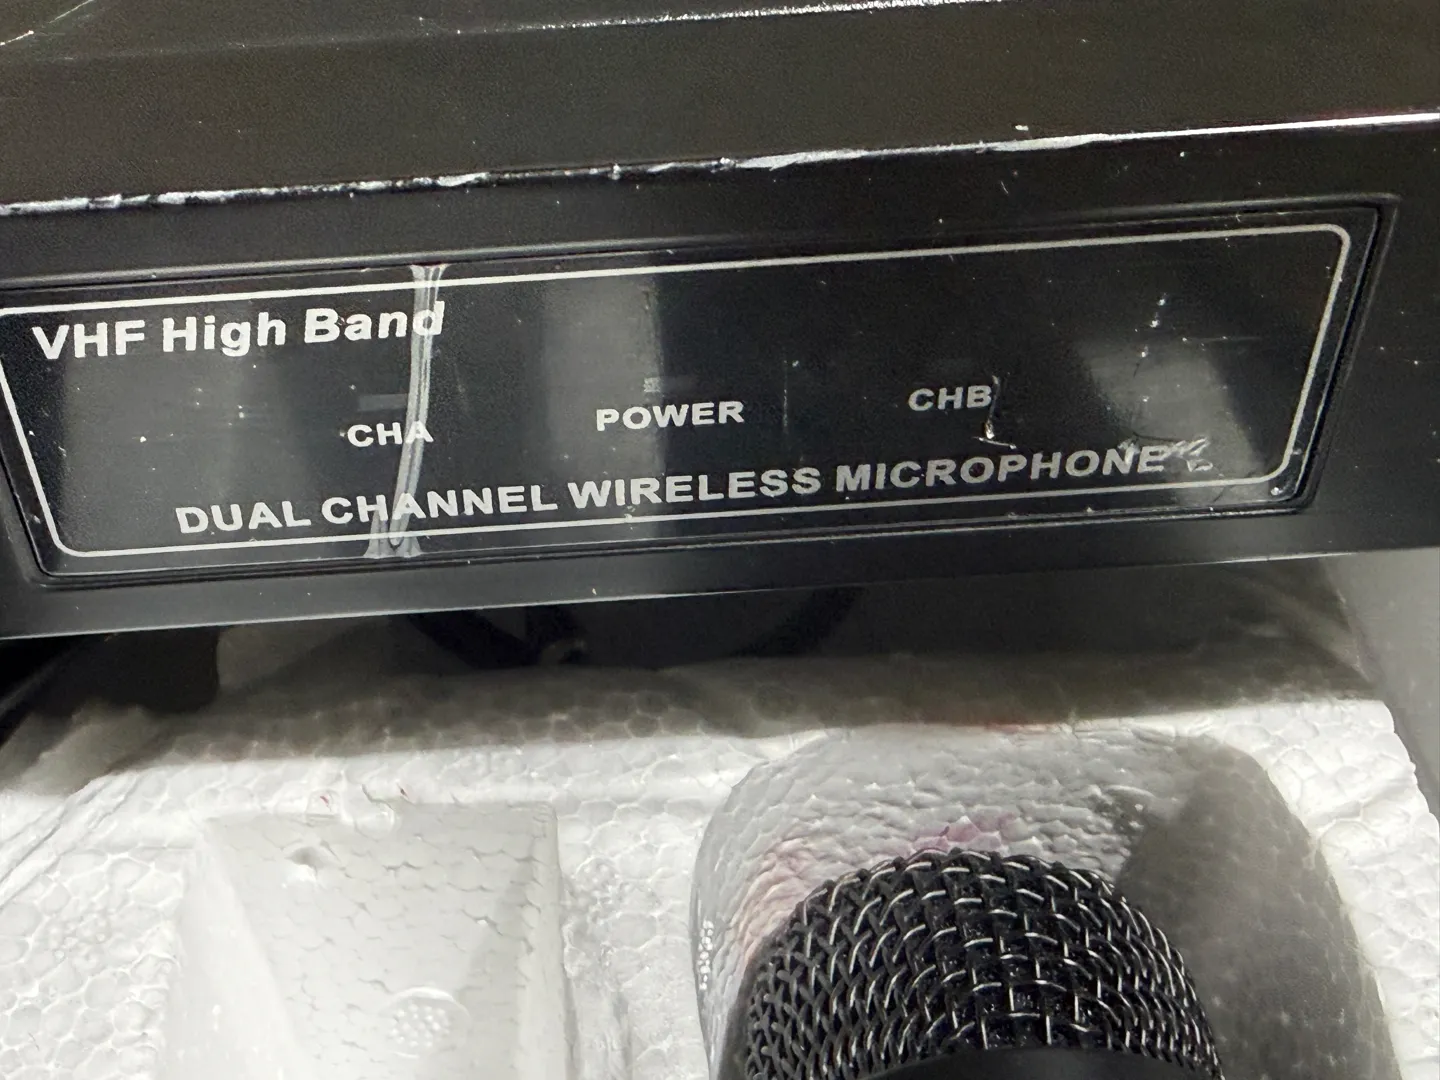 VHF High Band
CHA POWER CHB
DUAL CHANNEL WIRELESS MICROPHONE